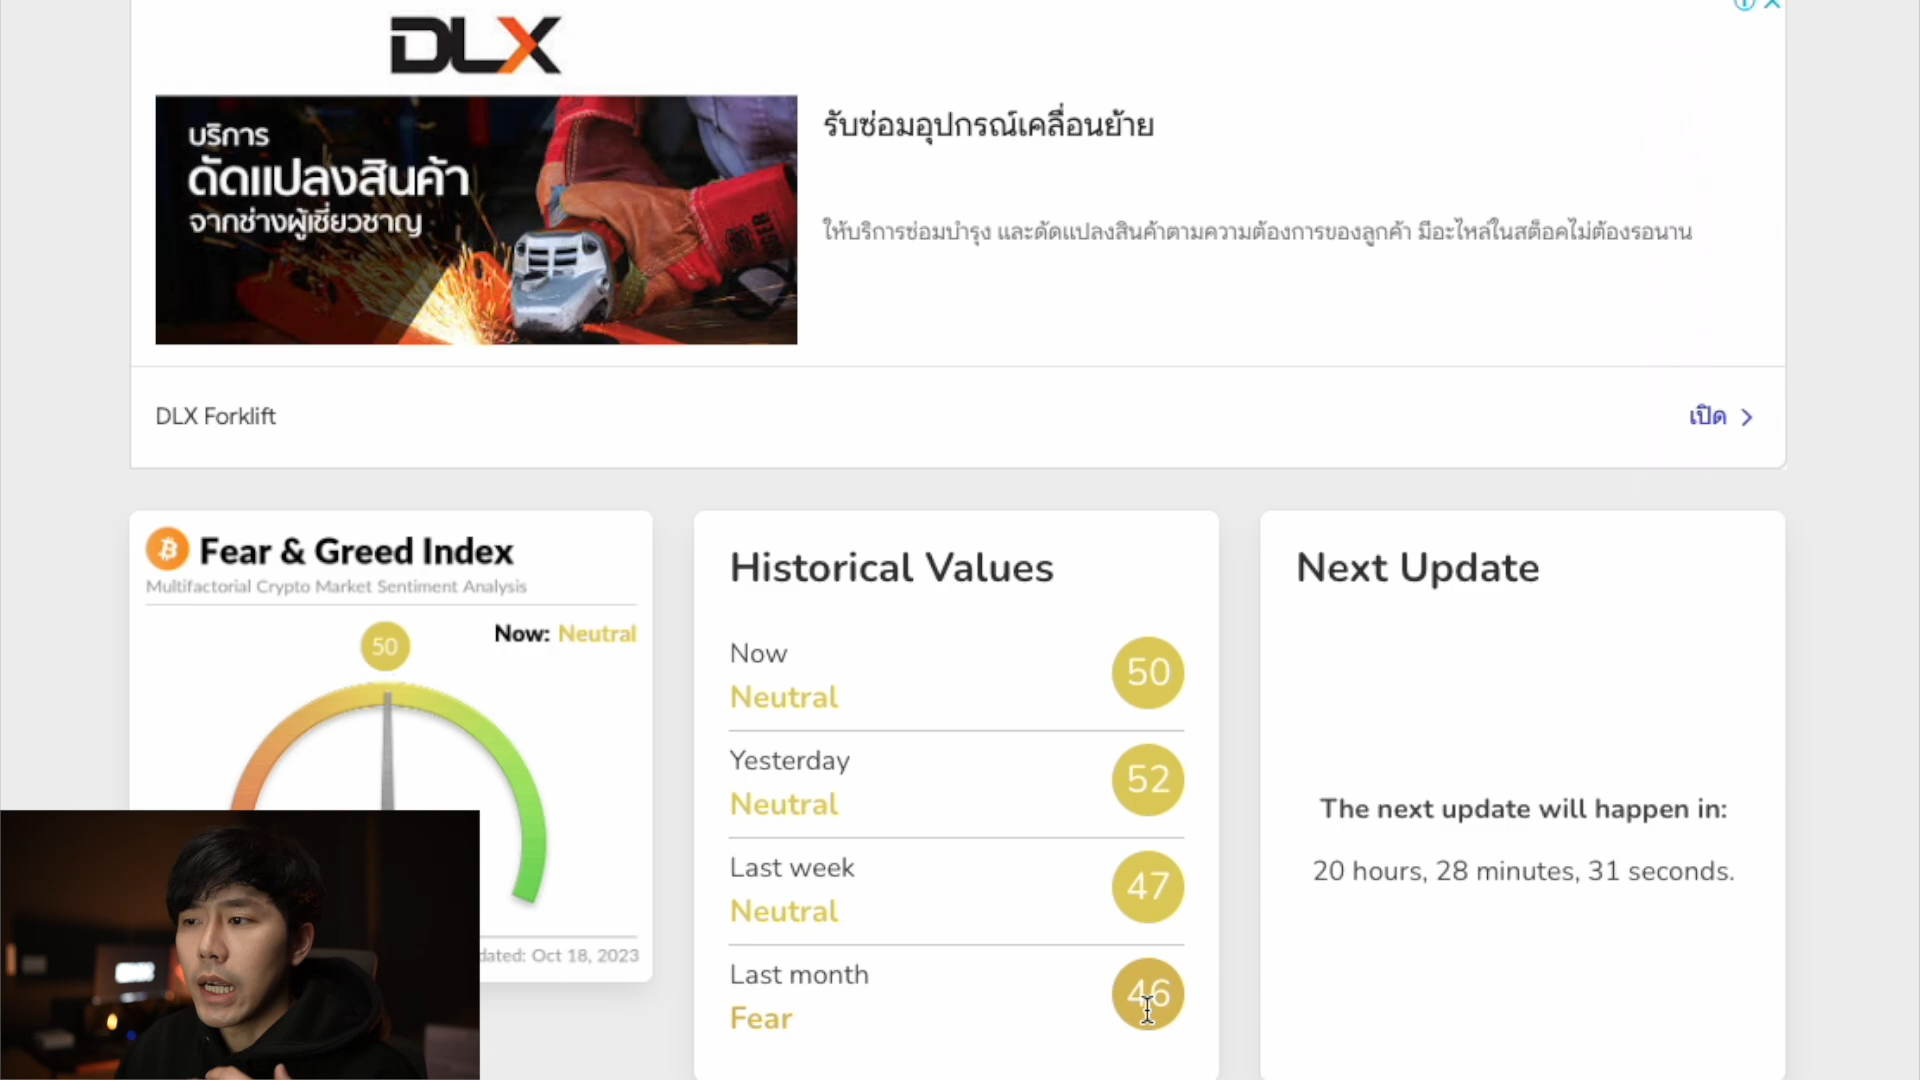 DLX
บริการ
ดัดแปลงสินค้า
จากช่างผู้เชี่ยวชาญ
รับซ่อมอุปกรณ์เคลื่อนย้าย
ให้บริการซ่อมบำรุง และดัดแปลงสินค้าตามความต้องการของลูกค้า มีอะไหล่ในสต็อคไม่ต้องรอนาน
DLX Forklift
เปิด
Fear & Greed Index
Multifactorial Crypto Market Sentiment Analysis
Now: Neutral
50
dated: Oct 18, 2023
Historical Values
Now
Neutral
50
Yesterday
Neutral
52
Last week
Neutral
47
Last month
Fear
46
Next Update
The next update will happen in:
20 hours, 28 minutes, 31 seconds.